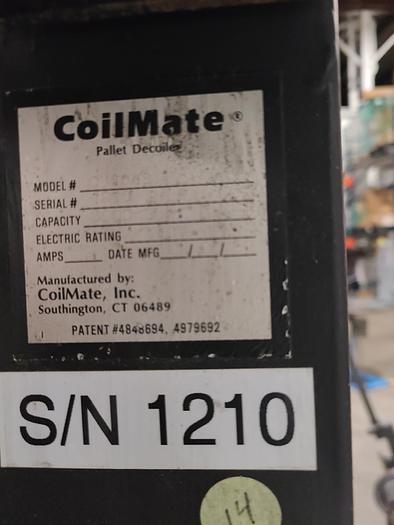 CoilMate®
Pallet Decoiler
MODEL #
SERIAL #
CAPACITY
ELECTRIC RATING
AMPS DATE MFG / /
Manufactured by:
CoilMate, Inc.
Southington, CT 06489
PATENT #4848694, 4979692
S/N 1210
14